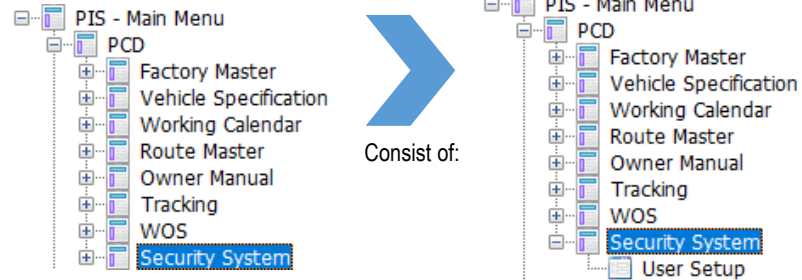 PIS - Main Menu
PCD
Factory Master
Vehicle Specification
Working Calendar
Route Master
Owner Manual
Tracking
WOS
Security System
Consist of:
PIS - Main Menu
PCD
Factory Master
Vehicle Specification
Working Calendar
Route Master
Owner Manual
Tracking
WOS
Security System
User Setup